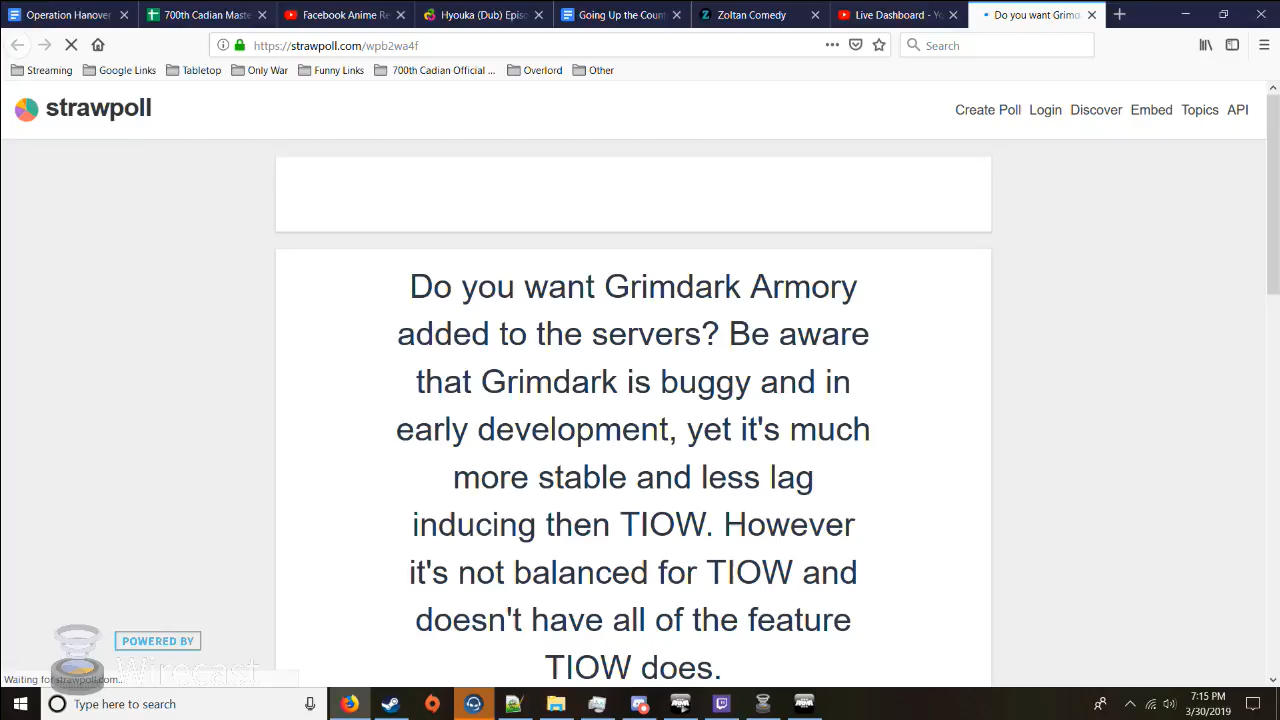 Operation Hanover
700th Cadian Maste
Facebook Anime Re
Hyouka (Dub) Episo
Going Up the Count
Zoltan Comedy
Live Dashboard - Yo
Do you want Grimd
https://strawpoll.com/wpb2wa4f
Search
Streaming
Google Links
Tabletop
Only War
Funny Links
700th Cadian Official ...
Overlord
Other
strawpoll
Create Poll
Login
Discover
Embed
Topics
API
Do you want Grimdark Armory
added to the servers? Be aware
that Grimdark is buggy and in
early development, yet it's much
more stable and less lag
inducing then TIOW. However
it's not balanced for TIOW and
doesn't have all of the feature
TIOW does.
POWERED BY
Wirecast
Waiting for strawpoll.com...
Type here to search
7:15 PM
3/30/2019